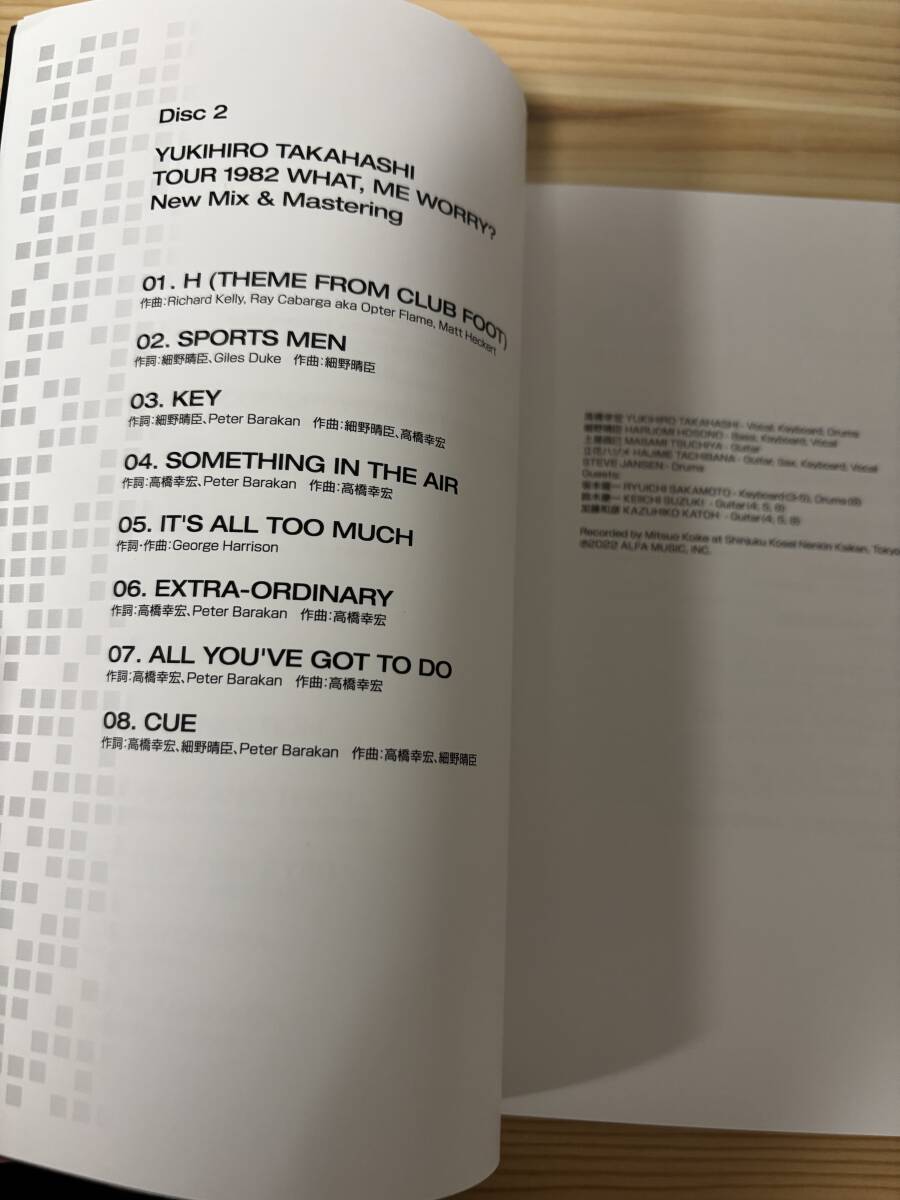 Disc 2
YUKIHIRO TAKAHASHI
TOUR 1982 WHAT, ME WORRY?
New Mix & Mastering
01. H (THEME FROM CLUB FOOT)
作曲:Richard Kelly, Ray Cabarga aka Opter Flame, Matt Heckert
02. SPORTS MEN
作詞:細野晴臣、Giles Duke 作曲:細野晴臣
03. KEY
作詞:細野晴臣、Peter Barakan 作曲:細野晴臣、高橋幸宏
04. SOMETHING IN THE AIR
作詞:高橋幸宏、Peter Barakan 作曲:高橋幸宏
05. IT'S ALL TOO MUCH
作詞・作曲:George Harrison
06. EXTRA-ORDINARY
作詞:高橋幸宏、Peter Barakan 作曲:高橋幸宏
07. ALL YOU'VE GOT TO DO
作詞:高橋幸宏、Peter Barakan 作曲:高橋幸宏
08. CUE
作詞:高橋幸宏、細野晴臣、Peter Barakan 作曲:高橋幸宏、細野晴臣
高橋幸宏 YUKIHIRO TAKAHASHI - Vocal, Keyboard, Drums
細野晴臣 HARUOMI HOSONO - Bass, Keyboard, Vocal
土屋昌巳 MASAMI TSUCHIYA - Guitar
立花ハジメ HAJIME TACHIBANA - Guitar, Sax, Keyboard, Vocal
STEVE JANSEN - Drums
Guests:
坂本龍一 RYUICHI SAKAMOTO - Keyboard(3-5), Drums(8)
鈴木慶一 KEIICHI SUZUKI - Guitar(4, 5, 8)
加藤和彦 KAZUHIKO KATOH - Guitar(4, 5, 8)
Recorded by Mitsuo Koike at Shinjuku Kosei Nenkin Kaikan, Tokyo
℗2022 ALFA MUSIC, INC.